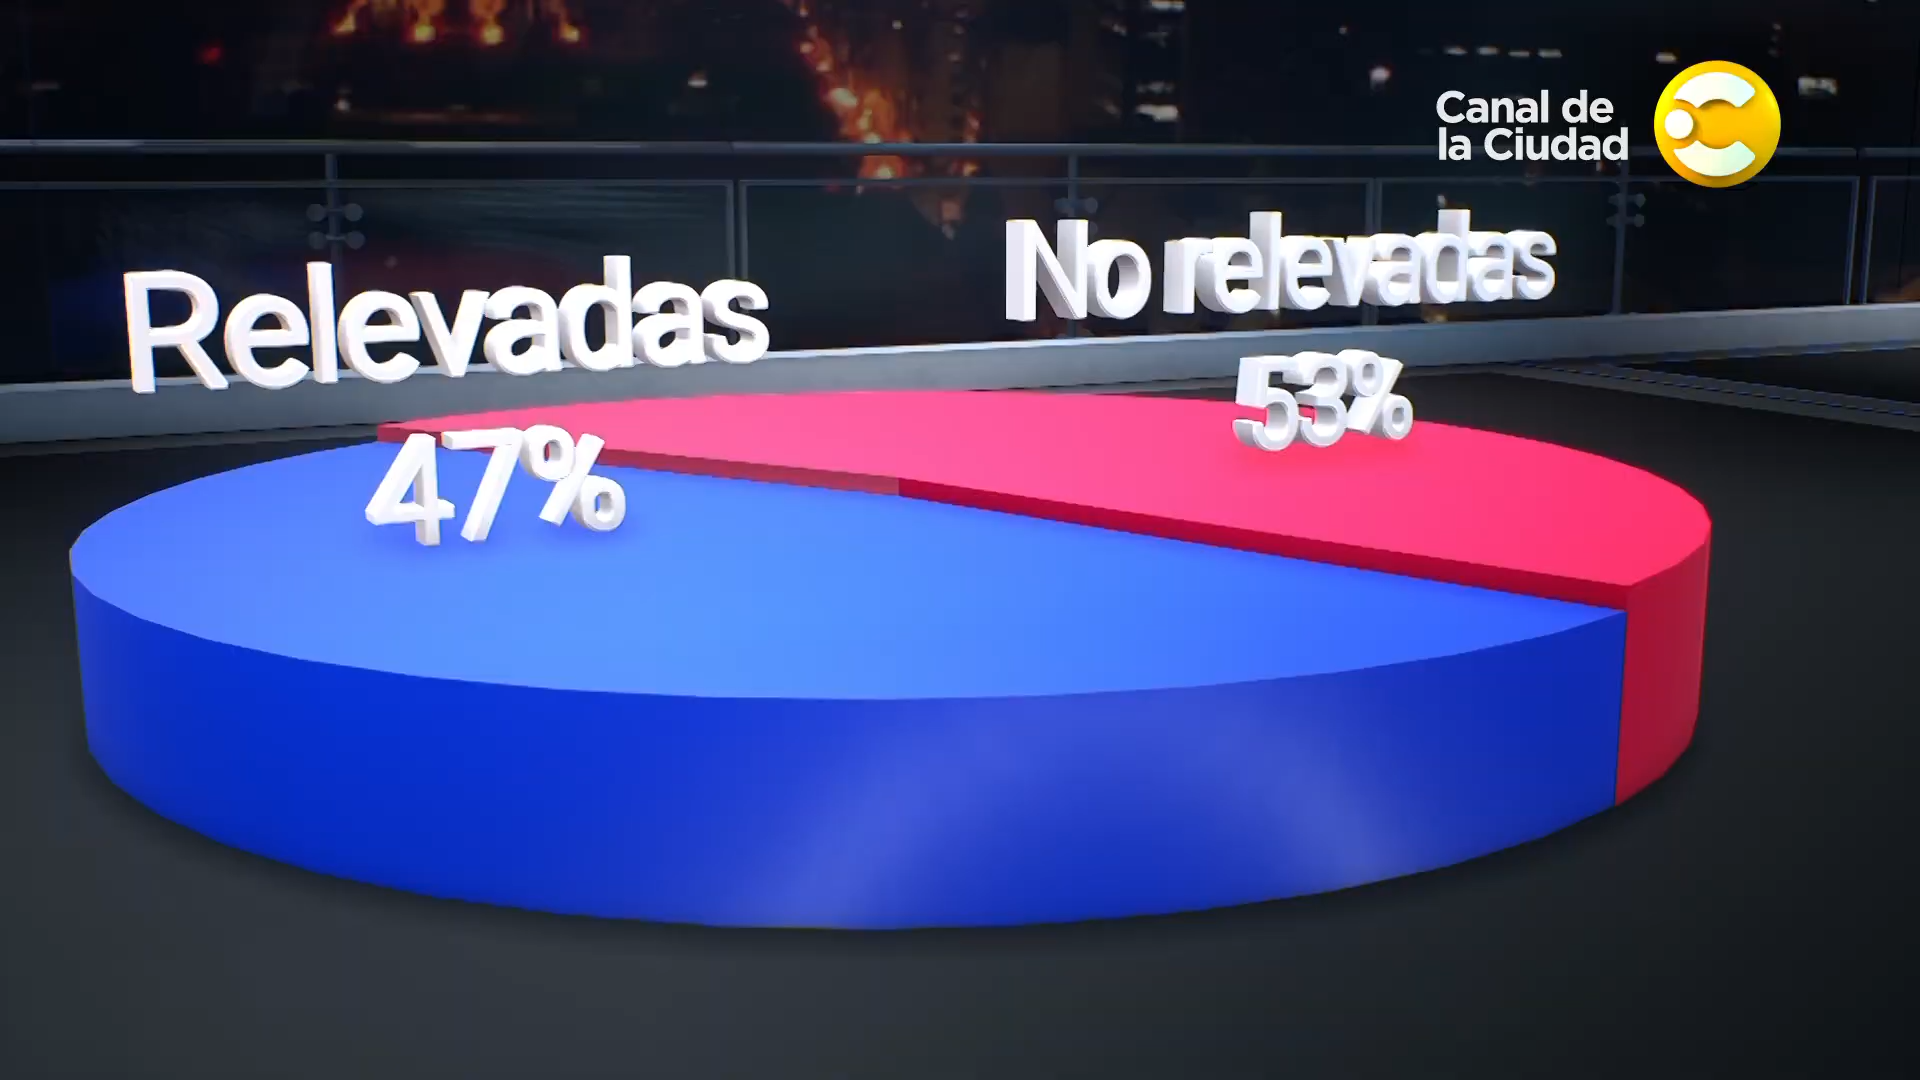 Canal de
la Ciudad
Relevadas
47%
No relevadas
53%